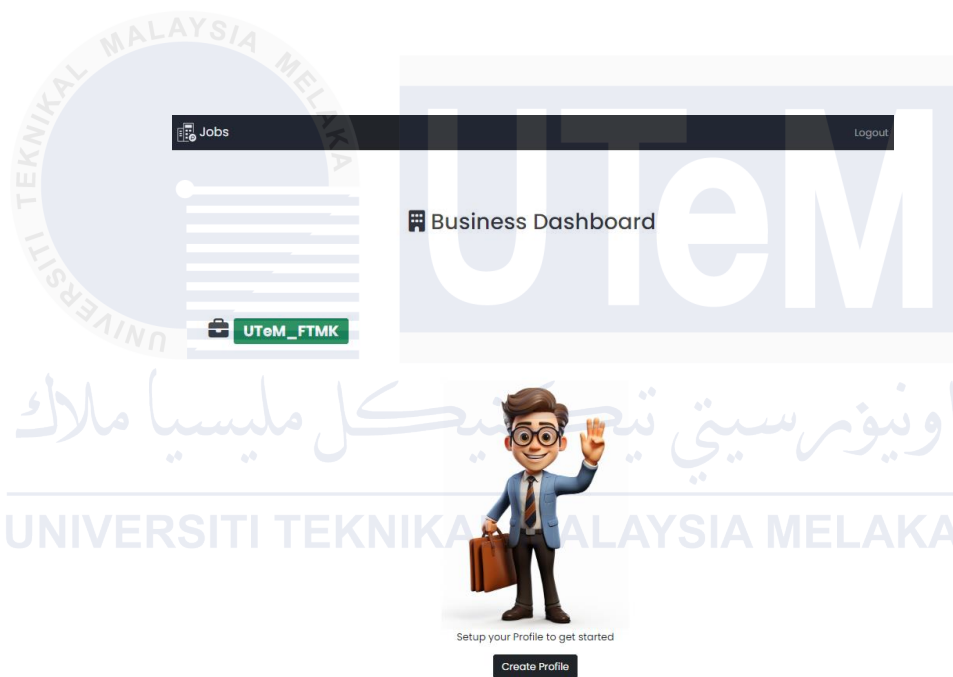 UNIVERSITI TEKNIKAL MALAYSIA MELAKA
UTeM
Jobs
Logout
Business Dashboard
UTeM_FTMK
اونيۏرسيتي تيكنيكل مليسيا ملاك
UNIVERSITI TEKNIKAL MALAYSIA MELAKA
Setup your Profile to get started
Create Profile